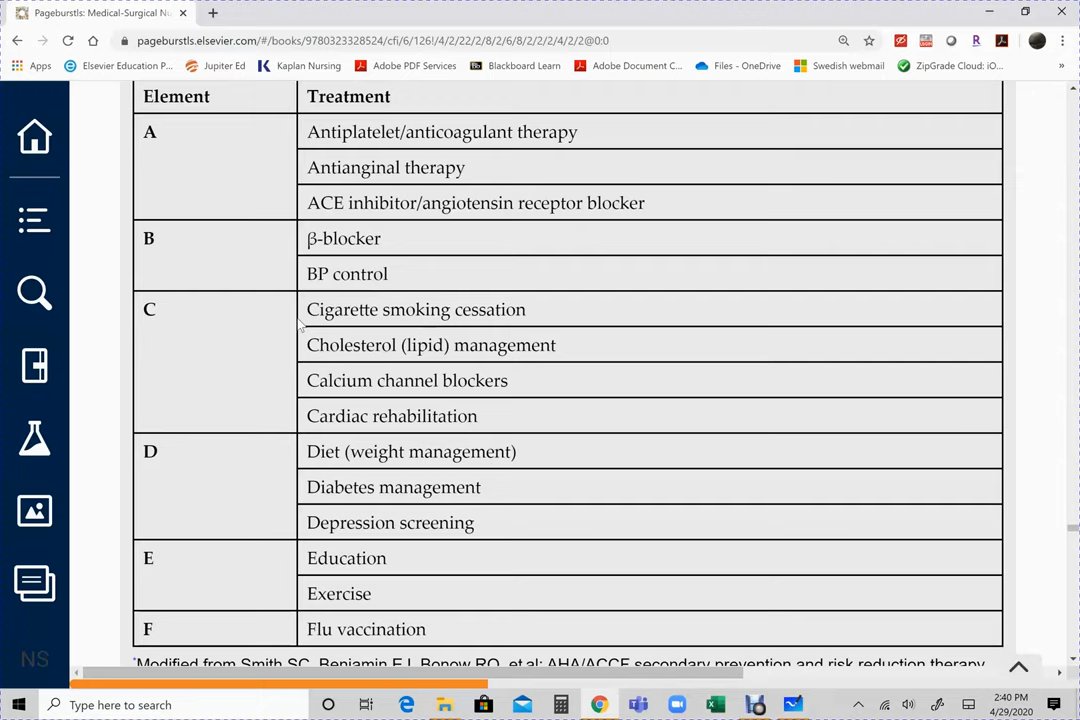 Pageburstls: Medical-Surgical Nu
pageburstls.elsevier.com/#/books/9780323328524/cfi/6/126!/4/2/22/2/8/2/6/8/2/2/2/4/2/2@0:0
Apps Elsevier Education P... Jupiter Ed Kaplan Nursing Adobe PDF Services Blackboard Learn Adobe Document C... Files - OneDrive Swedish webmail ZipGrade Cloud: iO... »
Element Treatment
A Antiplatelet/anticoagulant therapy
Antianginal therapy
ACE inhibitor/angiotensin receptor blocker
B β-blocker
BP control
C Cigarette smoking cessation
Cholesterol (lipid) management
Calcium channel blockers
Cardiac rehabilitation
D Diet (weight management)
Diabetes management
Depression screening
E Education
Exercise
F Flu vaccination
NS
*Modified from Smith SC, Benjamin EJ, Bonow RO, et al: AHA/ACCF secondary prevention and risk reduction therapy
Type here to search
2:40 PM
4/29/2020